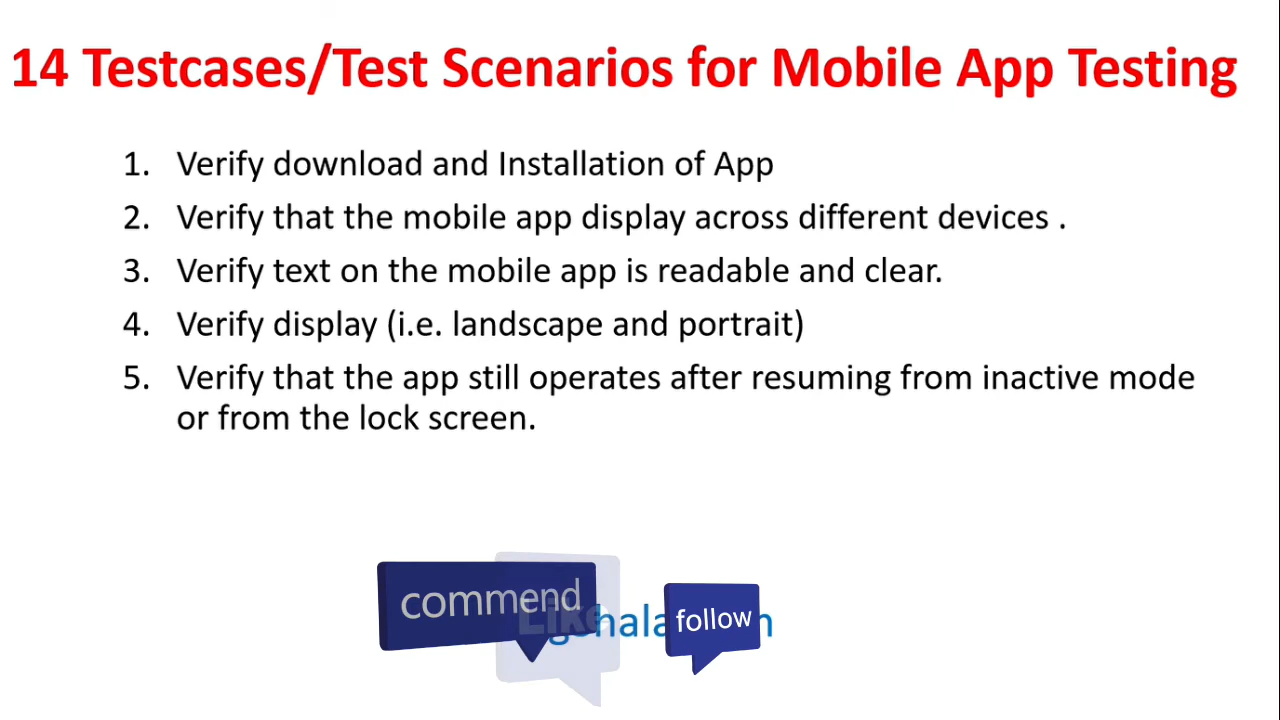 14 Testcases/Test Scenarios for Mobile App Testing
1. Verify download and Installation of App
2. Verify that the mobile app display across different devices .
3. Verify text on the mobile app is readable and clear.
4. Verify display (i.e. landscape and portrait)
5. Verify that the app still operates after resuming from inactive mode
or from the lock screen.
commend
Like
follow